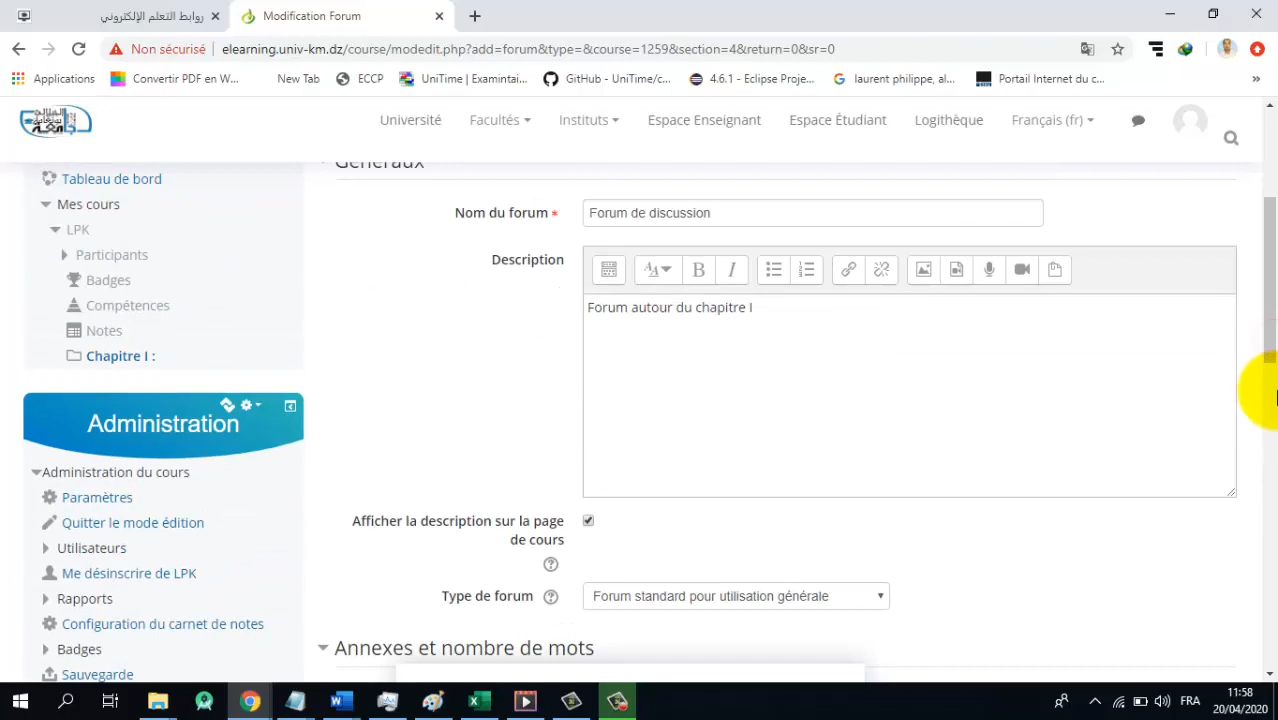 روابط التعلم الإلكتروني
Modification Forum
Non sécurisé
elearning.univ-km.dz/course/modedit.php?add=forum&type=&course=1259&section=4&return=0&sr=0
Applications
Convertir PDF en W...
New Tab
ECCP
UniTime | Examintai...
GitHub - UniTime/c...
4.6.1 - Eclipse Proje...
laurent philippe, al...
Portail Internet du c...
»
Université
Facultés
Instituts
Espace Enseignant
Espace Étudiant
Logithèque
Français (fr)
Généraux
Tableau de bord
Mes cours
LPK
Participants
Badges
Compétences
Notes
Chapitre I :
Administration
Administration du cours
Paramètres
Quitter le mode édition
Utilisateurs
Me désinscrire de LPK
Rapports
Configuration du carnet de notes
Badges
Sauvegarde
Nom du forum *
Forum de discussion
Description
Forum autour du chapitre I
Afficher la description sur la page
de cours
Type de forum
Forum standard pour utilisation générale
Annexes et nombre de mots
FRA
11:58
20/04/2020